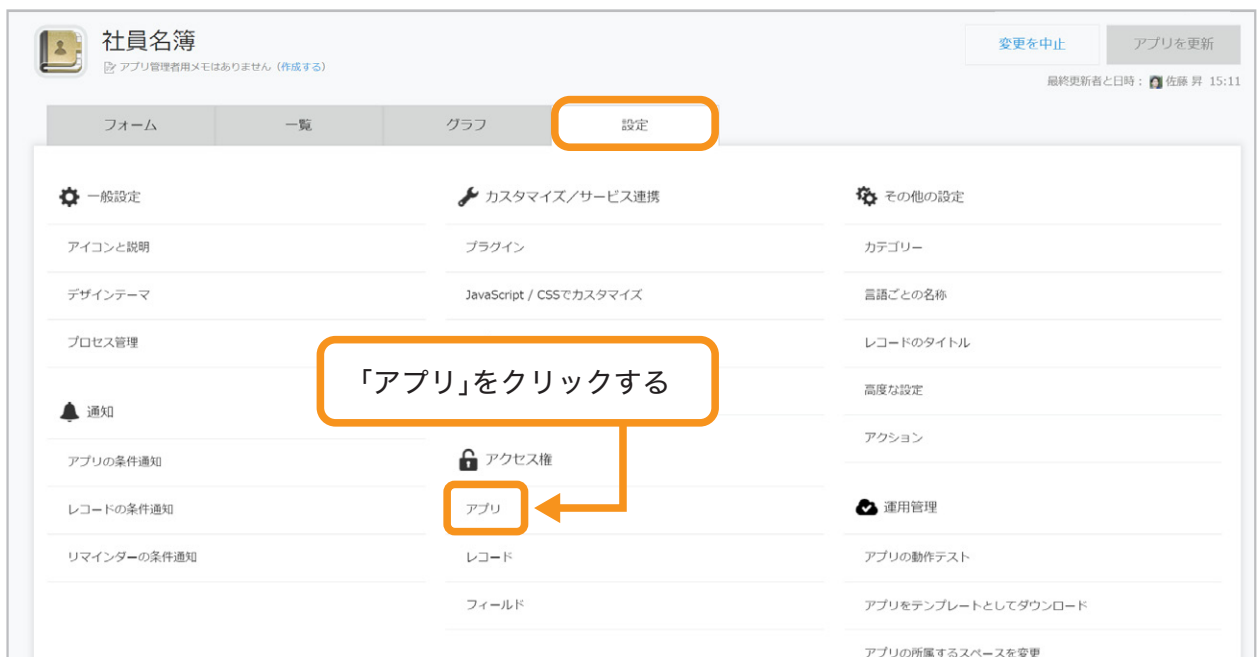 社員名簿
アプリ管理者用メモはありません（作成する）
変更を中止
アプリを更新
最終更新者と日時： 佐藤 昇 15:11
フォーム
一覧
グラフ
設定
一般設定
アイコンと説明
デザインテーマ
プロセス管理
通知
アプリの条件通知
レコードの条件通知
リマインダーの条件通知
カスタマイズ／サービス連携
プラグイン
JavaScript / CSSでカスタマイズ
「アプリ」をクリックする
アクセス権
アプリ
レコード
フィールド
その他の設定
カテゴリー
言語ごとの名称
レコードのタイトル
高度な設定
アクション
運用管理
アプリの動作テスト
アプリをテンプレートとしてダウンロード
アプリの所属するスペースを変更